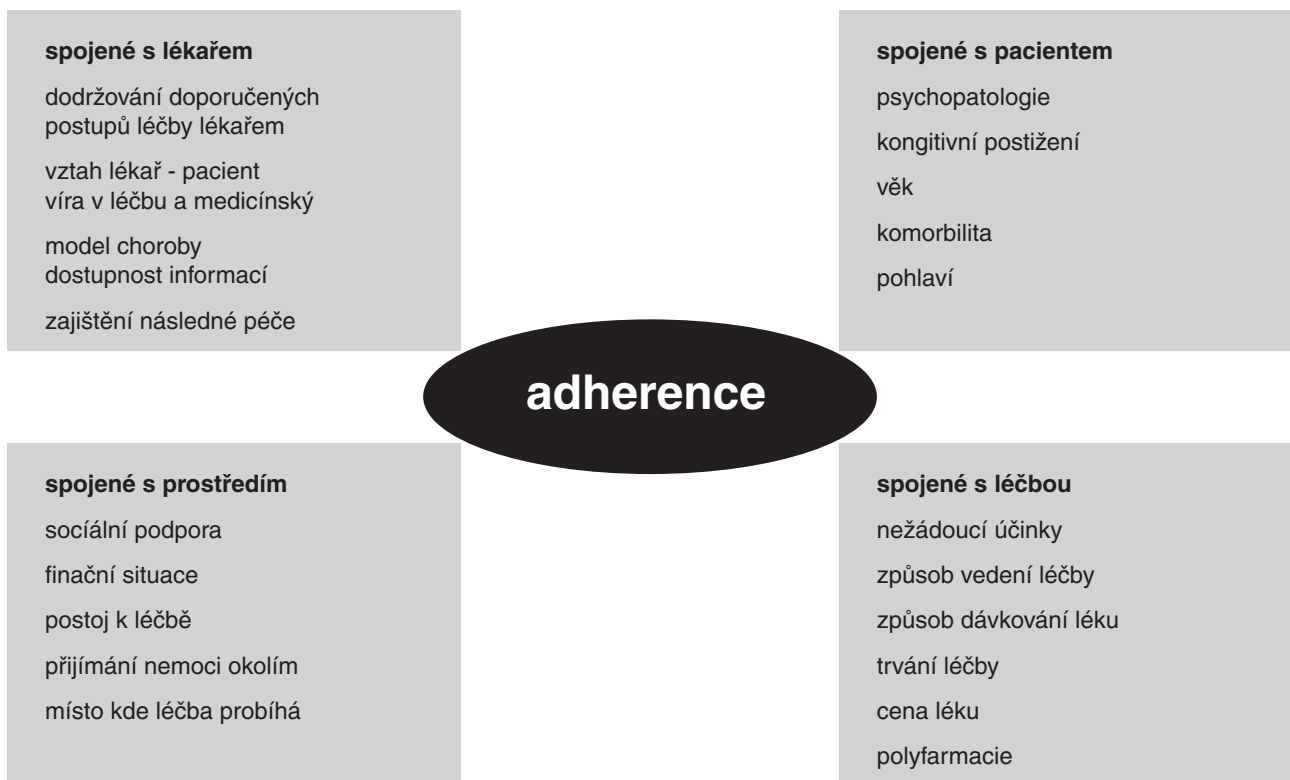 spojené s lékařem
dodržování doporučených
postupů léčby lékařem
vztah lékař - pacient
víra v léčbu a medicínský
model choroby
dostupnost informací
zajištění následné péče
spojené s pacientem
psychopatologie
kongitivní postižení
věk
komorbilita
pohlaví
adherence
spojené s prostředím
socíální podpora
finační situace
postoj k léčbě
přijímání nemoci okolím
místo kde léčba probíhá
spojené s léčbou
nežádoucí účinky
způsob vedení léčby
způsob dávkování léku
trvání léčby
cena léku
polyfarmacie